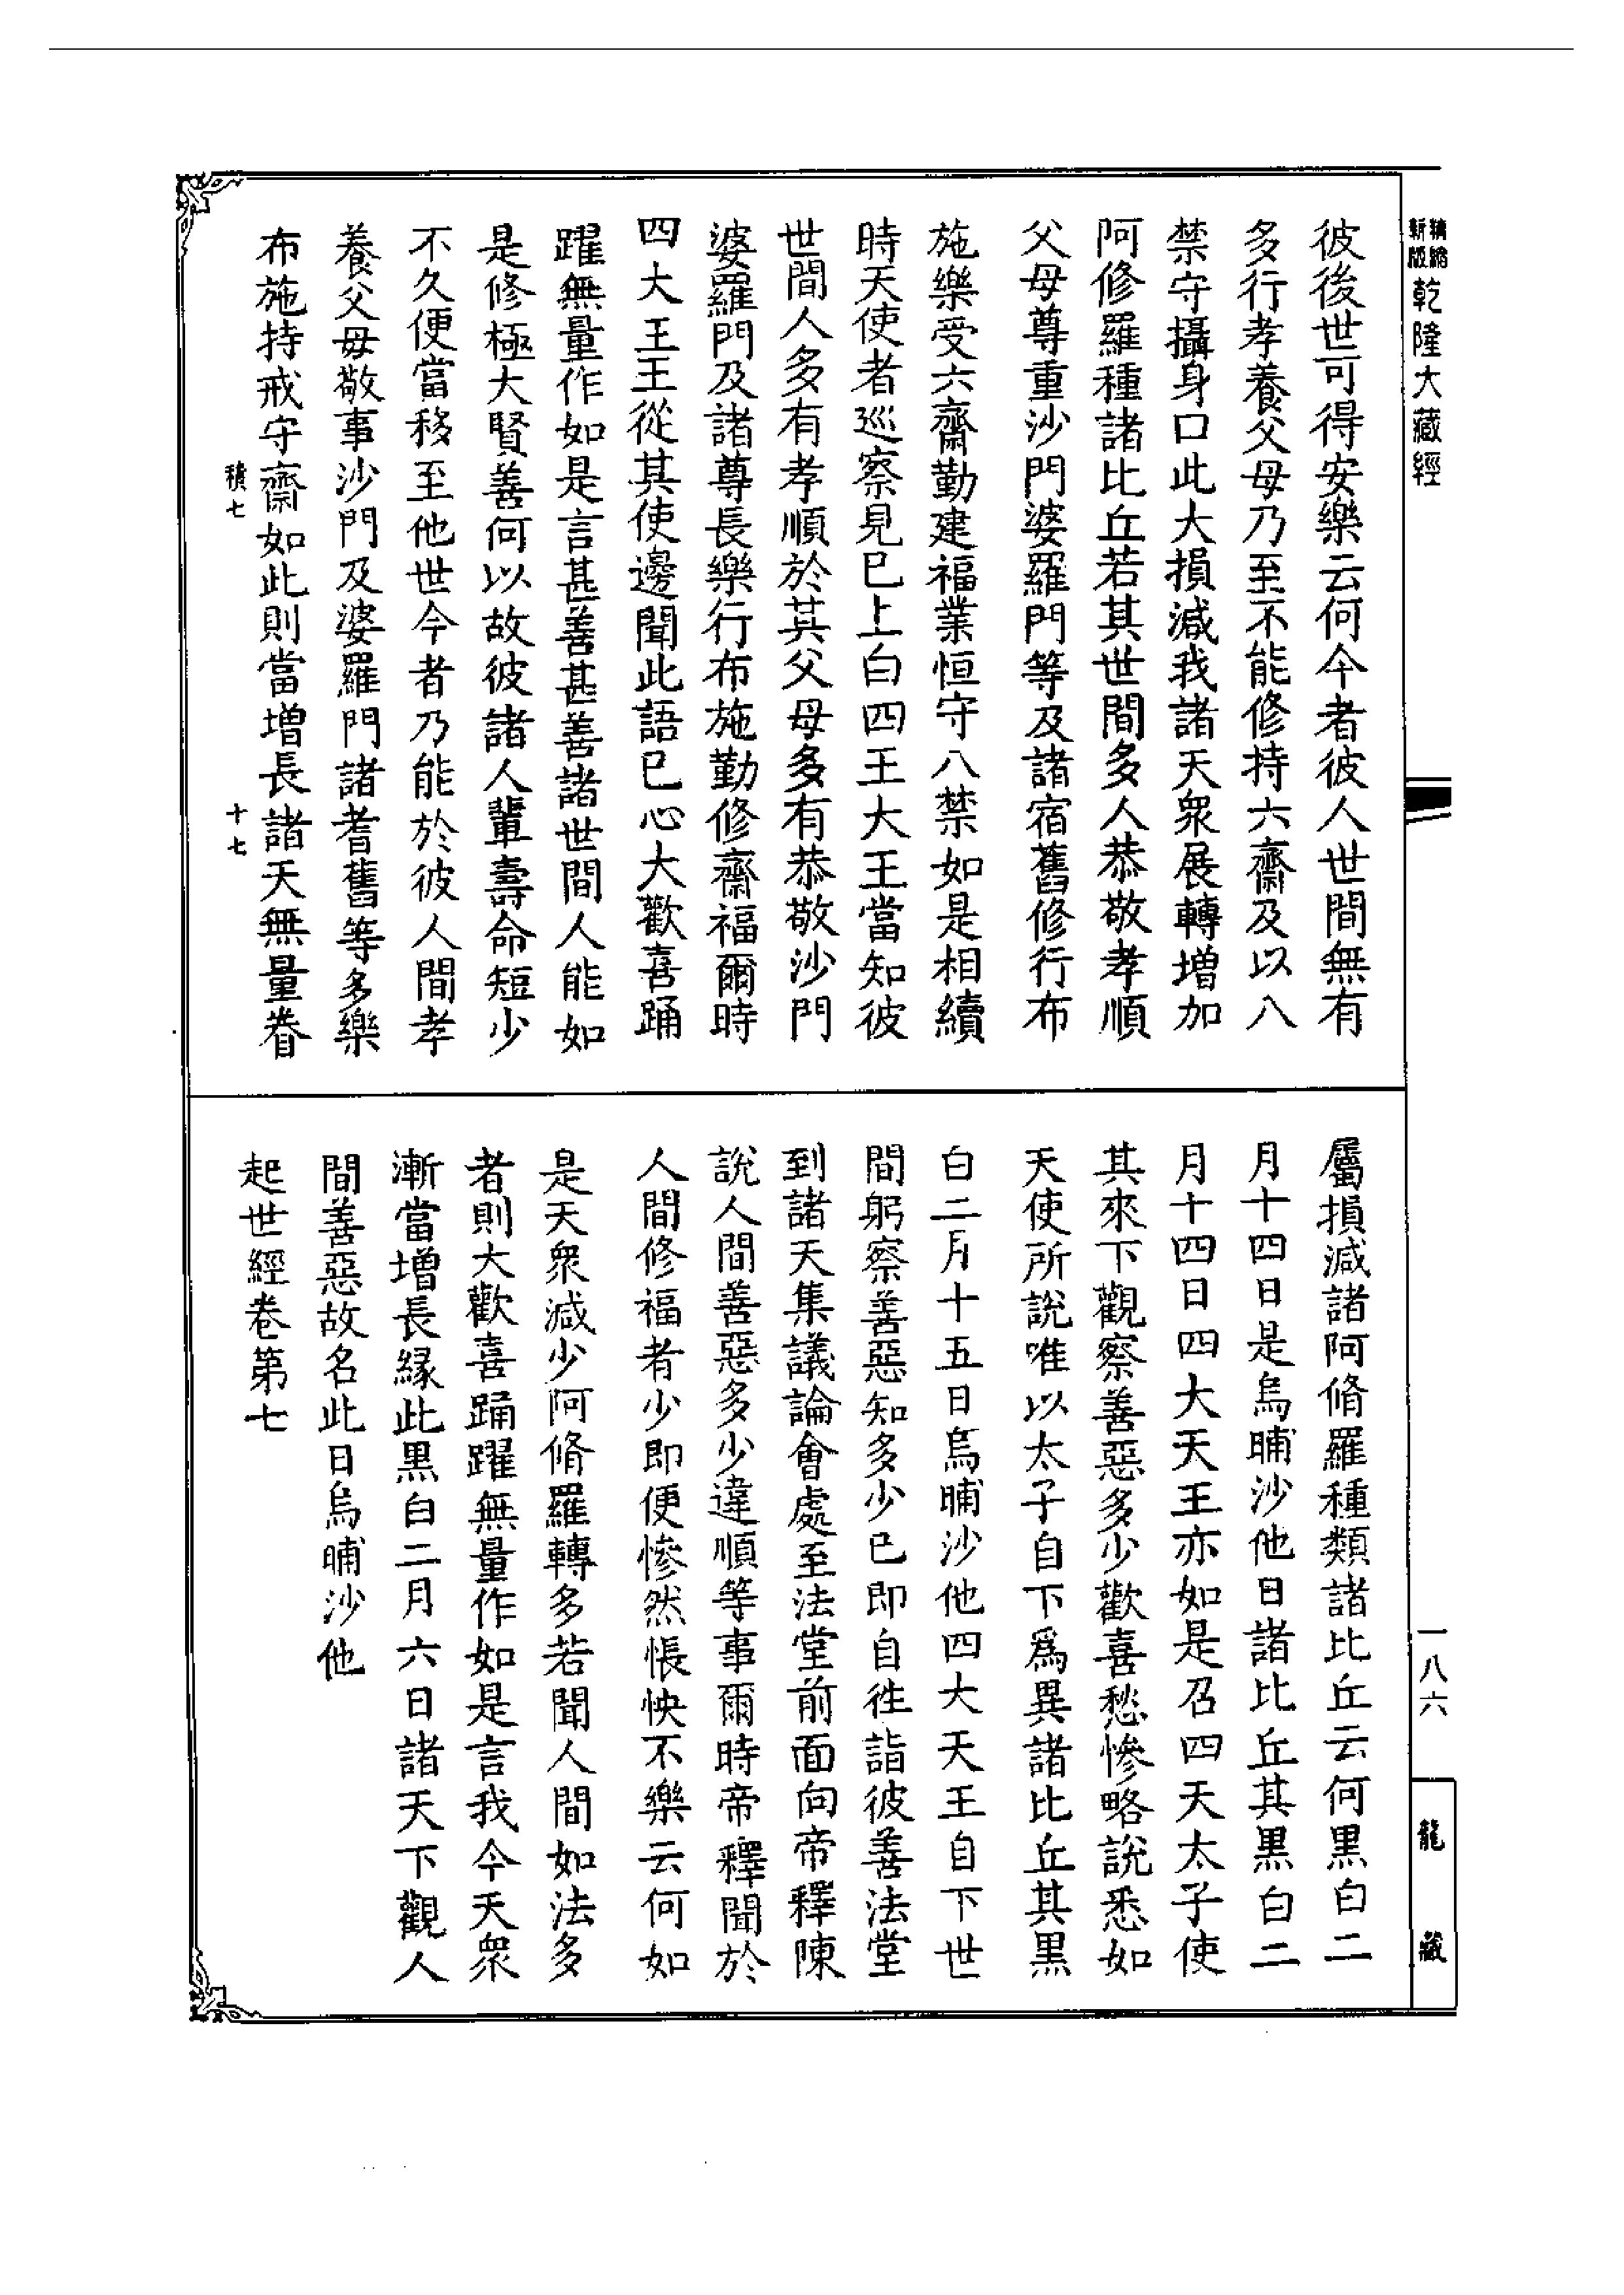 精縮
新版
乾隆大藏經
彼後世可得安樂云何今者彼人世間無有
多行孝養父母乃至不能修持六齋及以八
禁守攝身口此大損減我諸天衆展轉增加
阿修羅種諸比丘若其世間多人恭敬孝順
父母尊重沙門婆羅門等及諸宿舊修行布
施樂受六齋勤建福業恒守八禁如是相續
時天使者巡察見已上白四王大王當知彼
世間人多有孝順於其父母多有恭敬沙門
婆羅門及諸尊長樂行布施勤修齋福爾時
四大王王從其使邊聞此語已心大歡喜踊
躍無量作如是言甚善甚善諸世間人能如
是修極大賢善何以故彼諸人輩壽命短少
不久便當移至他世今者乃能於彼人間孝
養父母敬事沙門及婆羅門諸耆舊等多樂
布施持戒守齋如此則當增長諸天無量眷
積七 十七
屬損減諸阿脩羅種類諸比丘云何黑白二
月十四日是烏晡沙他日諸比丘其黑白二
月十四日四大天王亦如是召四天太子使
其來下觀察善惡多少歡喜愁慘略說悉如
天使所說唯以太子自下爲異諸比丘其黑
白二月十五日烏晡沙他四大天王自下世
間躬察善惡知多少已即自徃詣彼善法堂
到諸天集議論會處至法堂前面向帝釋陳
說人間善惡多少違順等事爾時帝釋聞於
人間修福者少即便慘然悵怏不樂云何如
是天衆減少阿脩羅轉多若聞人間如法多
者則大歡喜踊躍無量作如是言我今天衆
漸當增長緣此黑白二月六日諸天下觀人
間善惡故名此日烏晡沙他
起世經卷第七
一八六
龍藏